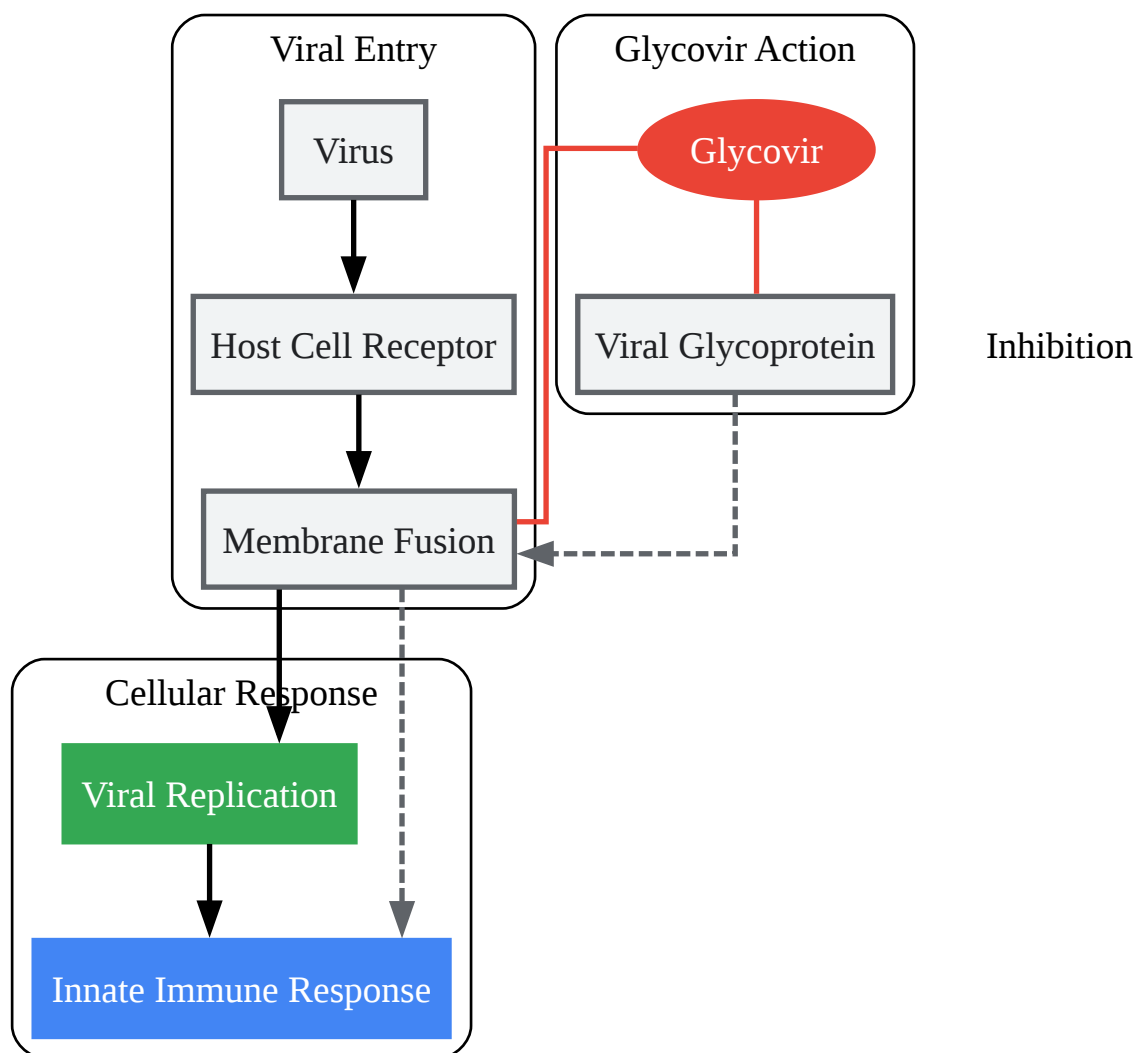 Viral Entry
Glycovir Action
Virus
Glycovir
Host Cell Receptor
Viral Glycoprotein
Inhibition
Membrane Fusion
Cellular Response
Viral Replication
Innate Immune Response